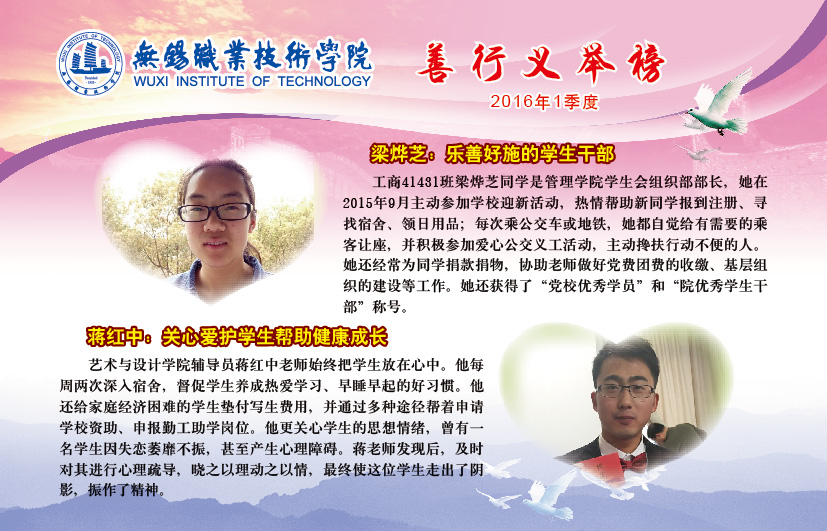 無錫職業技術學院
WUXI INSTITUTE OF TECHNOLOGY
善行义举榜
2016年1季度
梁烨芝：乐善好施的学生干部
工商41431班梁烨芝同学是管理学院学生会组织部部长，她在
2015年9月主动参加学校迎新活动，热情帮助新同学报到注册、寻
找宿舍、领日用品；每次乘公交车或地铁，她都自觉给有需要的乘
客让座，并积极参加爱心公交义工活动，主动搀扶行动不便的人。
她还经常为同学捐款捐物，协助老师做好党费团费的收缴、基层组
织的建设等工作。她还获得了“党校优秀学员”和“院优秀学生干
部”称号。
蒋红中：关心爱护学生帮助健康成长
艺术与设计学院辅导员蒋红中老师始终把学生放在心中。他每
周两次深入宿舍，督促学生养成热爱学习、早睡早起的好习惯。他
还给家庭经济困难的学生垫付写生费用，并通过多种途径帮着申请
学校资助、申报勤工助学岗位。他更关心学生的思想情绪，曾有一
名学生因失恋萎靡不振，甚至产生心理障碍。蒋老师发现后，及时
对其进行心理疏导，晓之以理动之以情，最终使这位学生走出了阴
影，振作了精神。